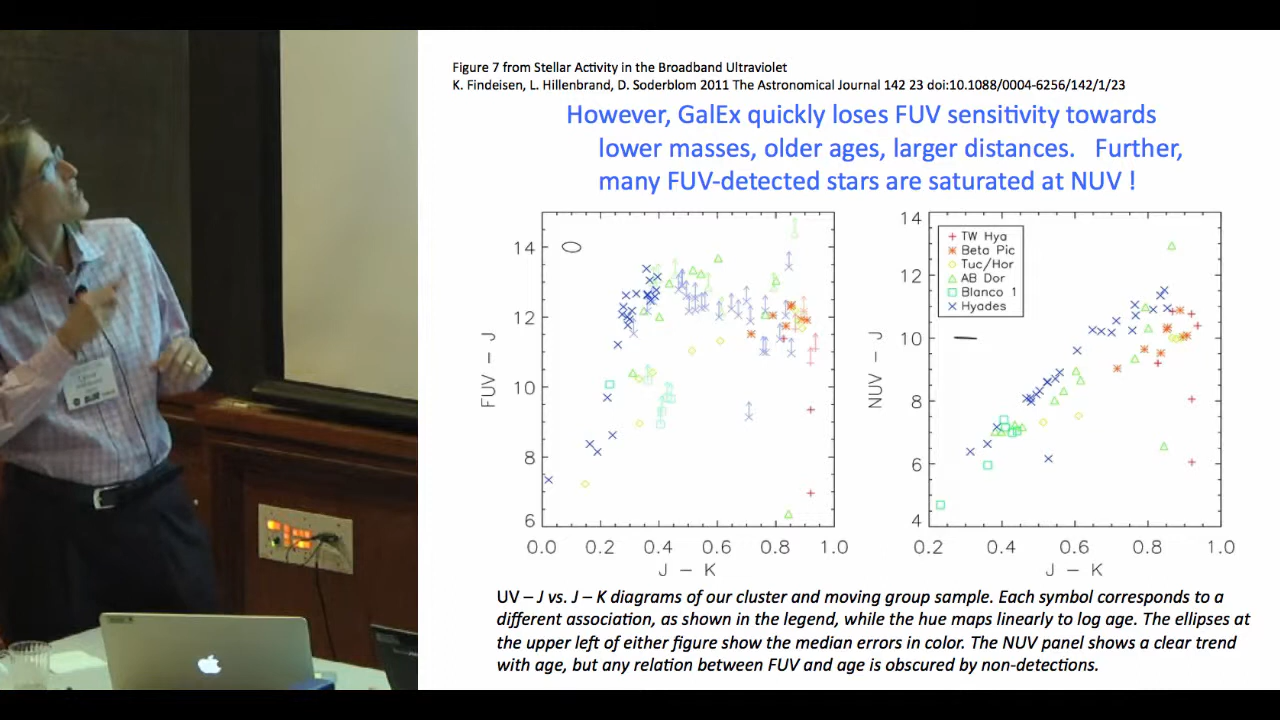 Figure 7 from Stellar Activity in the Broadband Ultraviolet
K. Findeisen, L. Hillenbrand, D. Soderblom 2011 The Astronomical Journal 142 23 doi:10.1088/0004-6256/142/1/23
However, GalEx quickly loses FUV sensitivity towards
lower masses, older ages, larger distances. Further,
many FUV-detected stars are saturated at NUV !
14
12
10
8
6
FUV – J
0.0 0.2 0.4 0.6 0.8 1.0
J – K
14
12
10
8
6
4
NUV – J
TW Hya
Beta Pic
Tuc/Hor
AB Dor
Blanco 1
Hyades
0.2 0.4 0.6 0.8 1.0
J – K
UV – J vs. J – K diagrams of our cluster and moving group sample. Each symbol corresponds to a
different association, as shown in the legend, while the hue maps linearly to log age. The ellipses at
the upper left of either figure show the median errors in color. The NUV panel shows a clear trend
with age, but any relation between FUV and age is obscured by non-detections.